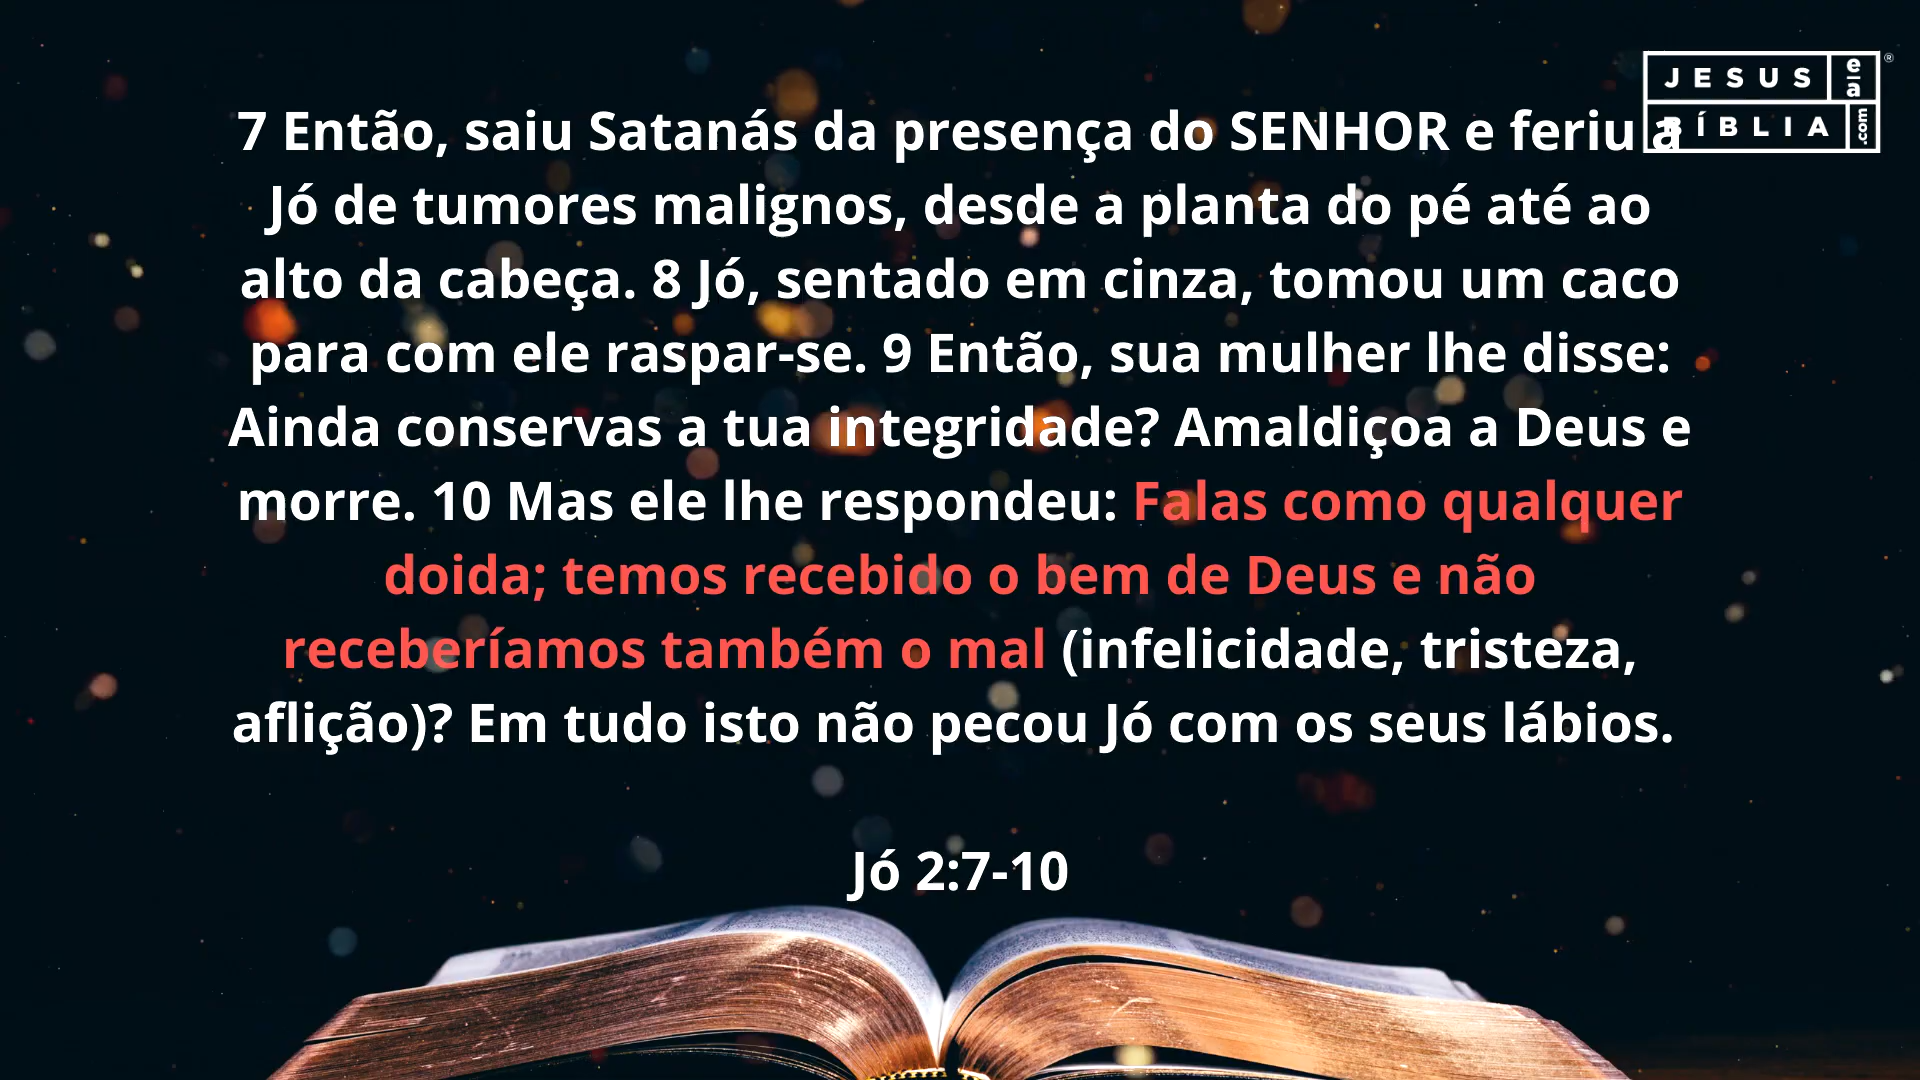 JESUS e a
BÍBLIA .com
®
7 Então, saiu Satanás da presença do SENHOR e feriu a
Jó de tumores malignos, desde a planta do pé até ao
alto da cabeça. 8 Jó, sentado em cinza, tomou um caco
para com ele raspar-se. 9 Então, sua mulher lhe disse:
Ainda conservas a tua integridade? Amaldiçoa a Deus e
morre. 10 Mas ele lhe respondeu: Falas como qualquer
doida; temos recebido o bem de Deus e não
receberíamos também o mal (infelicidade, tristeza,
aflição)? Em tudo isto não pecou Jó com os seus lábios.
Jó 2:7-10